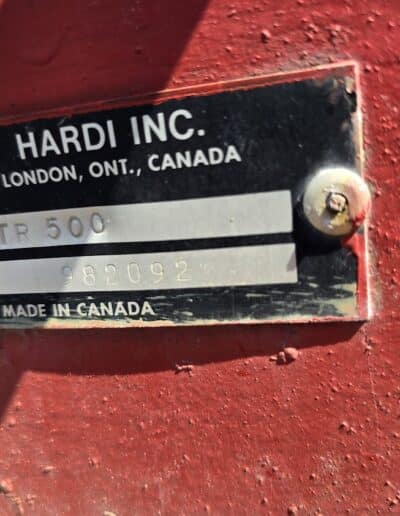 HARDI INC.
LONDON, ONT., CANADA
TR 500
982092
MADE IN CANADA